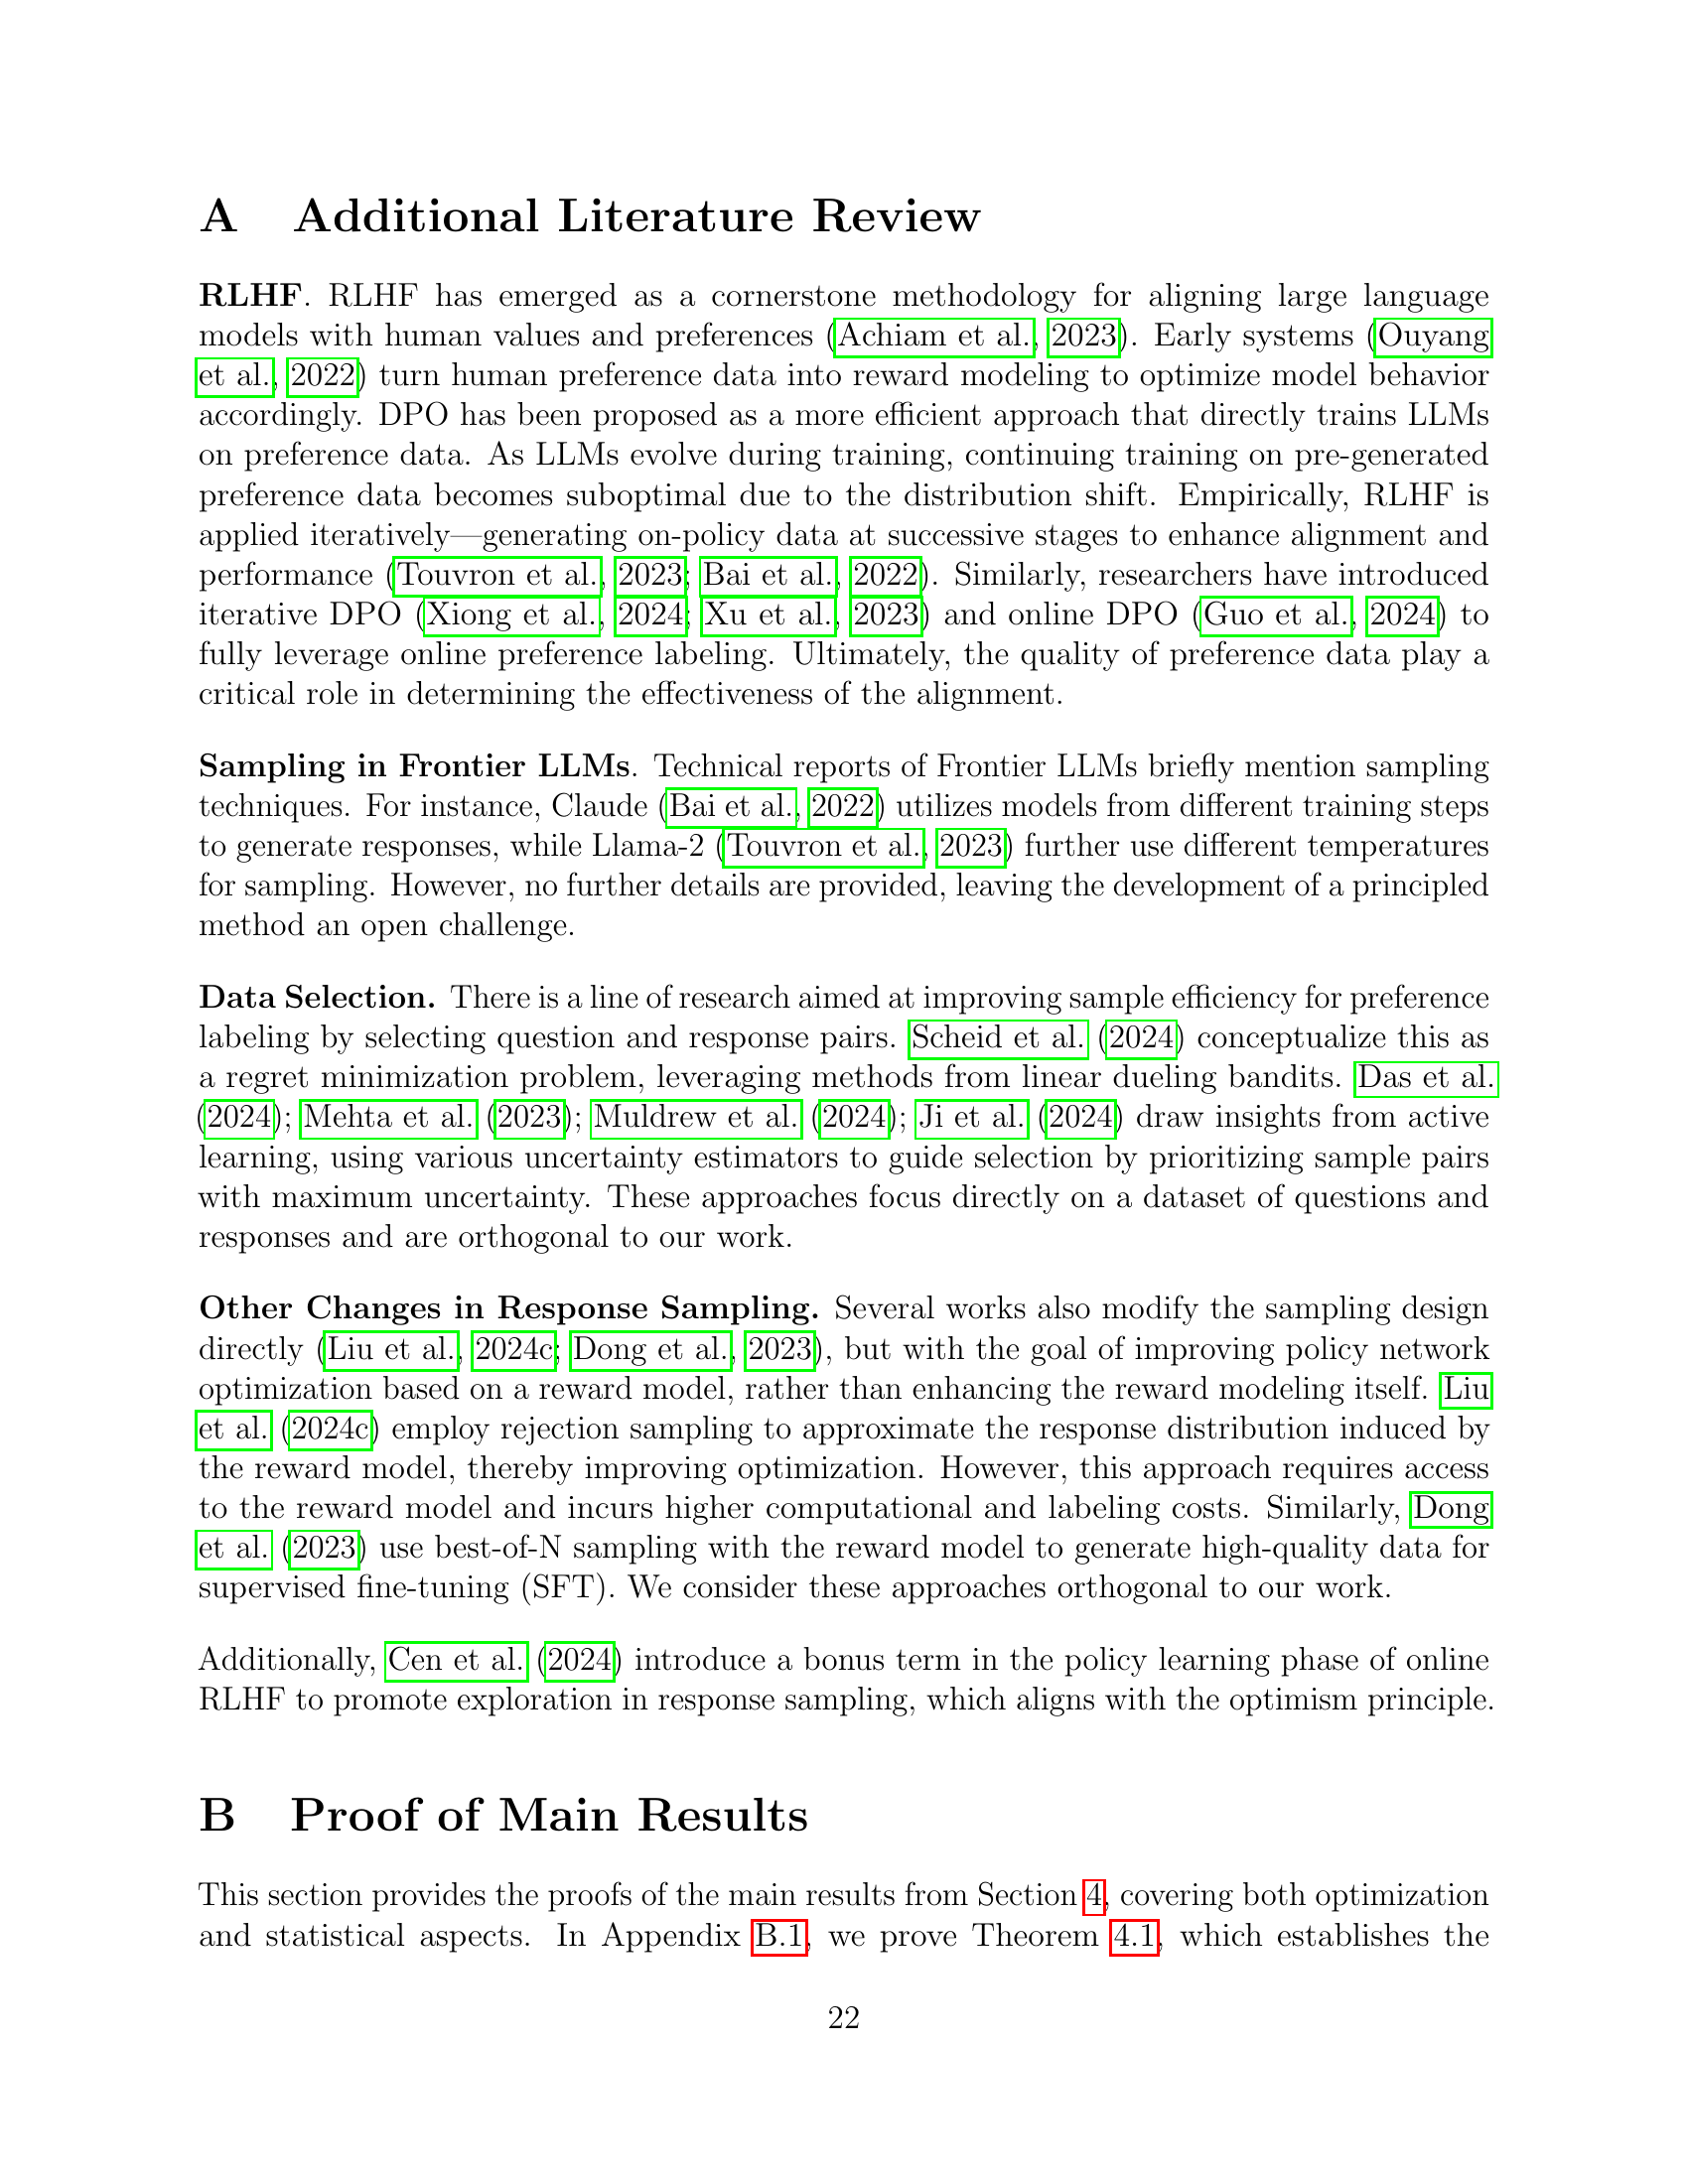 A Additional Literature Review
RLHF. RLHF has emerged as a cornerstone methodology for aligning large language
models with human values and preferences (Achiam et al., 2023). Early systems (Ouyang
et al., 2022) turn human preference data into reward modeling to optimize model behavior
accordingly. DPO has been proposed as a more efficient approach that directly trains LLMs
on preference data. As LLMs evolve during training, continuing training on pre-generated
preference data becomes suboptimal due to the distribution shift. Empirically, RLHF is
applied iteratively—generating on-policy data at successive stages to enhance alignment and
performance (Touvron et al., 2023; Bai et al., 2022). Similarly, researchers have introduced
iterative DPO (Xiong et al., 2024; Xu et al., 2023) and online DPO (Guo et al., 2024) to
fully leverage online preference labeling. Ultimately, the quality of preference data play a
critical role in determining the effectiveness of the alignment.
Sampling in Frontier LLMs. Technical reports of Frontier LLMs briefly mention sampling
techniques. For instance, Claude (Bai et al., 2022) utilizes models from different training steps
to generate responses, while Llama-2 (Touvron et al., 2023) further use different temperatures
for sampling. However, no further details are provided, leaving the development of a principled
method an open challenge.
Data Selection. There is a line of research aimed at improving sample efficiency for preference
labeling by selecting question and response pairs. Scheid et al. (2024) conceptualize this as
a regret minimization problem, leveraging methods from linear dueling bandits. Das et al.
(2024); Mehta et al. (2023); Muldrew et al. (2024); Ji et al. (2024) draw insights from active
learning, using various uncertainty estimators to guide selection by prioritizing sample pairs
with maximum uncertainty. These approaches focus directly on a dataset of questions and
responses and are orthogonal to our work.
Other Changes in Response Sampling. Several works also modify the sampling design
directly (Liu et al., 2024c; Dong et al., 2023), but with the goal of improving policy network
optimization based on a reward model, rather than enhancing the reward modeling itself. Liu
et al. (2024c) employ rejection sampling to approximate the response distribution induced by
the reward model, thereby improving optimization. However, this approach requires access
to the reward model and incurs higher computational and labeling costs. Similarly, Dong
et al. (2023) use best-of-N sampling with the reward model to generate high-quality data for
supervised fine-tuning (SFT). We consider these approaches orthogonal to our work.
Additionally, Cen et al. (2024) introduce a bonus term in the policy learning phase of online
RLHF to promote exploration in response sampling, which aligns with the optimism principle.
B Proof of Main Results
This section provides the proofs of the main results from Section 4, covering both optimization
and statistical aspects. In Appendix B.1, we prove Theorem 4.1, which establishes the
22